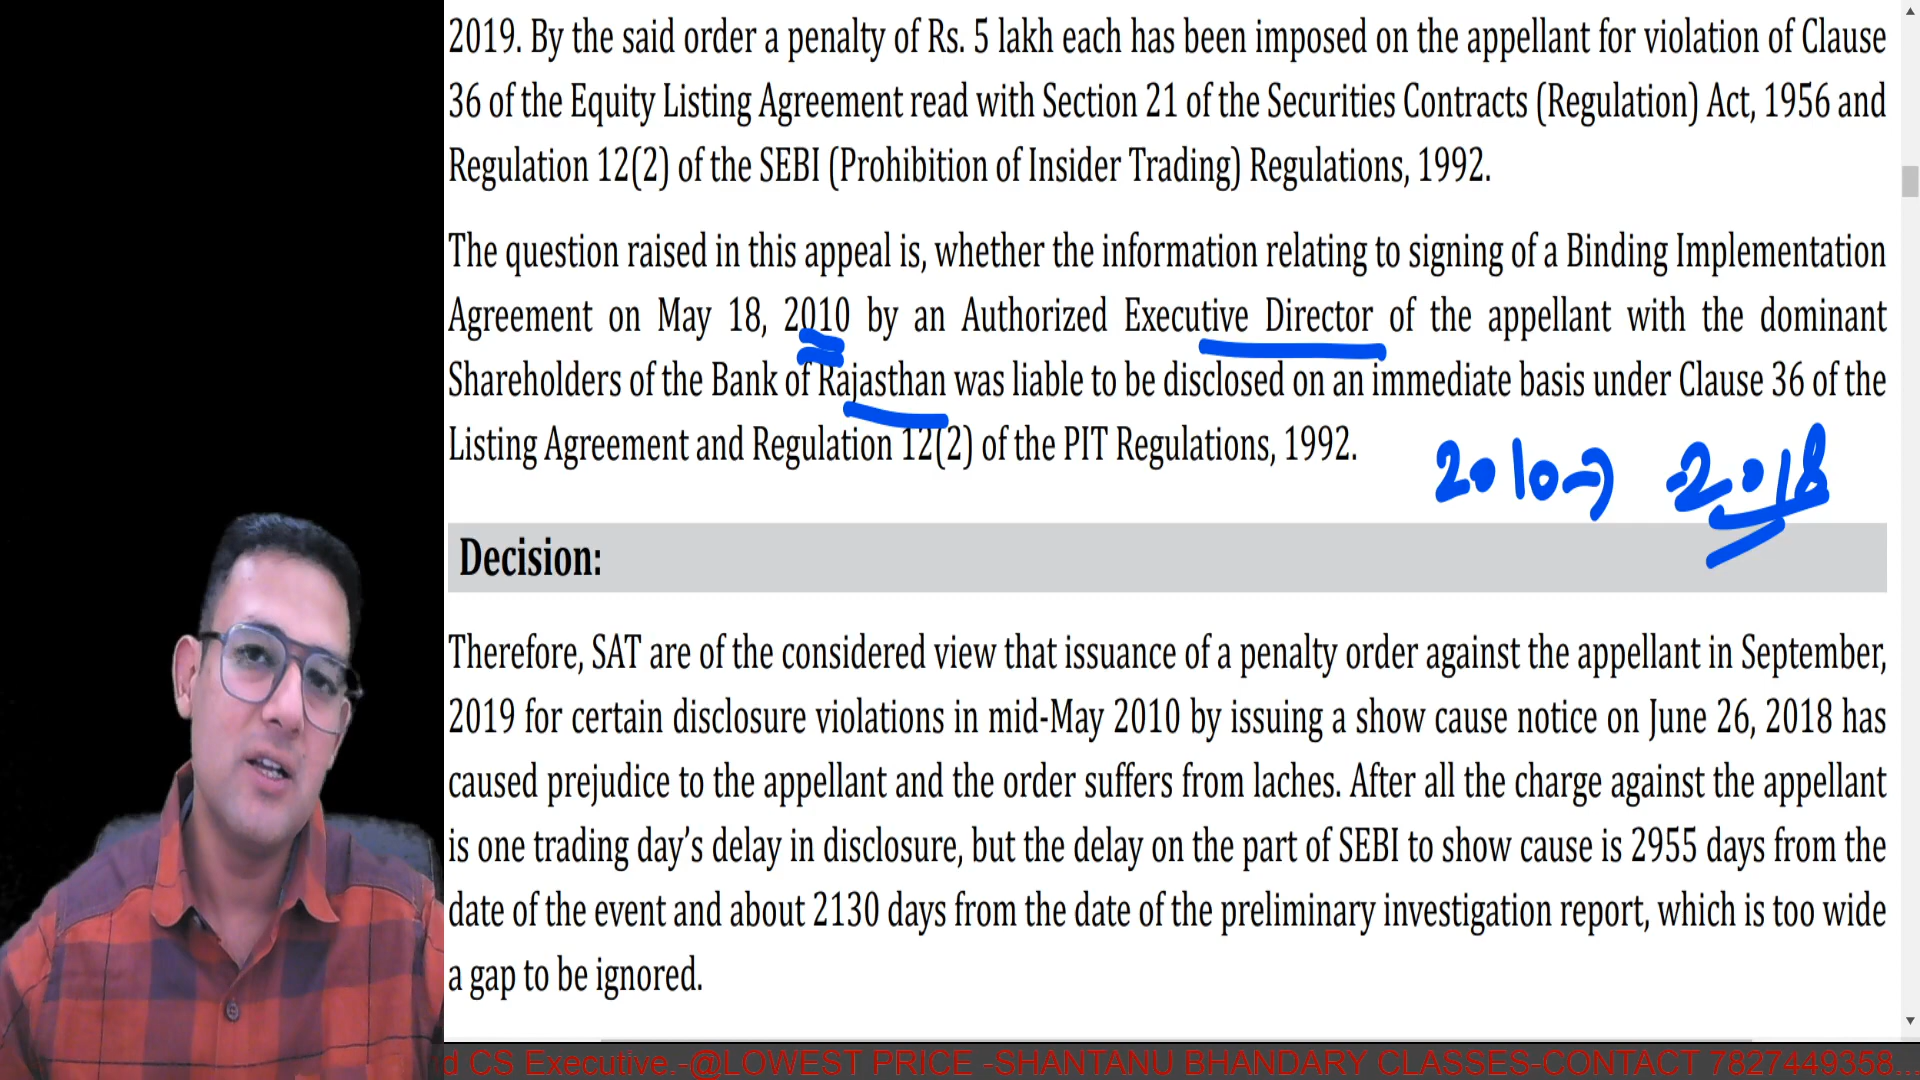 2019. By the said order a penalty of Rs. 5 lakh each has been imposed on the appellant for violation of Clause
36 of the Equity Listing Agreement read with Section 21 of the Securities Contracts (Regulation) Act, 1956 and
Regulation 12(2) of the SEBI (Prohibition of Insider Trading) Regulations, 1992.
The question raised in this appeal is, whether the information relating to signing of a Binding Implementation
Agreement on May 18, 2010 by an Authorized Executive Director of the appellant with the dominant
Shareholders of the Bank of Rajasthan was liable to be disclosed on an immediate basis under Clause 36 of the
Listing Agreement and Regulation 12(2) of the PIT Regulations, 1992.
2010→ 2018
Decision:
Therefore, SAT are of the considered view that issuance of a penalty order against the appellant in September,
2019 for certain disclosure violations in mid-May 2010 by issuing a show cause notice on June 26, 2018 has
caused prejudice to the appellant and the order suffers from laches. After all the charge against the appellant
is one trading day’s delay in disclosure, but the delay on the part of SEBI to show cause is 2955 days from the
date of the event and about 2130 days from the date of the preliminary investigation report, which is too wide
a gap to be ignored.
d CS Executive.-@LOWEST PRICE -SHANTANU BHANDARY CLASSES-CONTACT 7827449358...